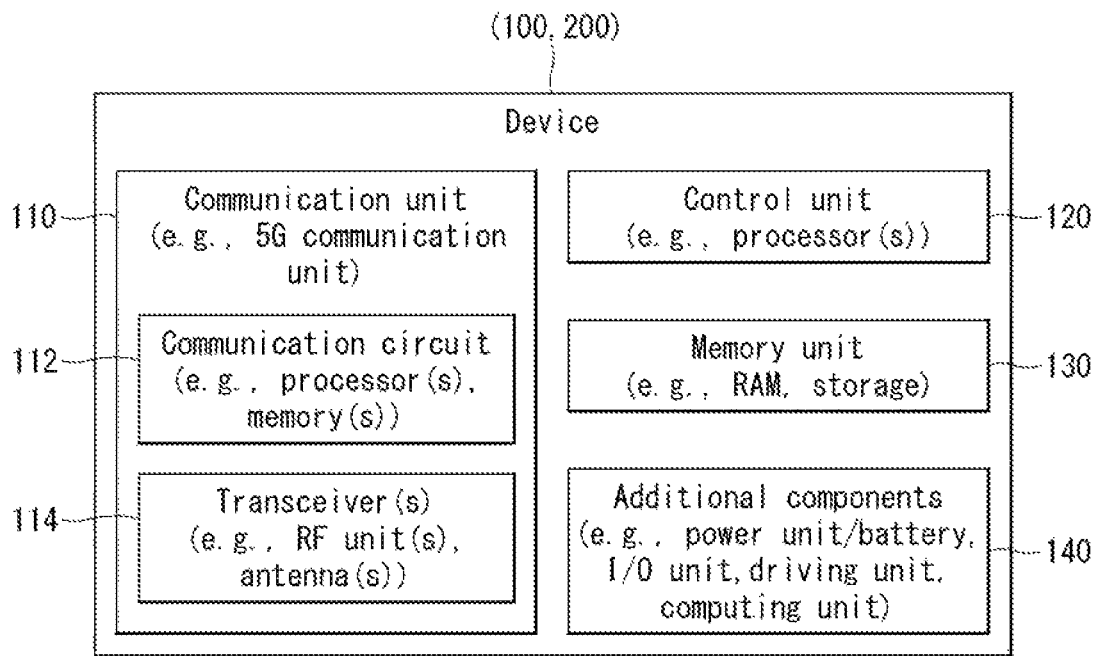 (100, 200)
Device
110
Communication unit
(e.g., 5G communication
unit)
112
Communication circuit
(e.g., processor(s),
memory(s))
114
Transceiver(s)
(e.g., RF unit(s),
antenna(s))
Control unit
(e.g., processor(s))
120
Memory unit
(e.g., RAM, storage)
130
Additional components
(e.g., power unit/battery,
I/O unit, driving unit,
computing unit)
140